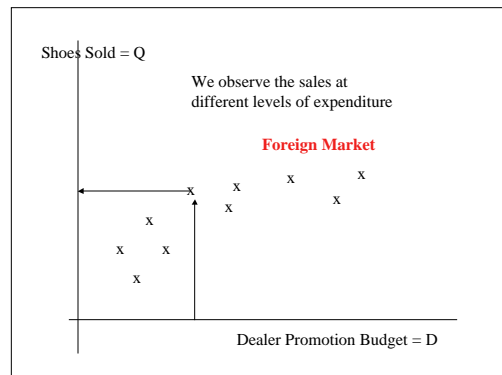 Shoes Sold = Q
We observe the sales at
different levels of expenditure
Foreign Market
x
x
x
x
x
x
x
x
x
x
Dealer Promotion Budget = D